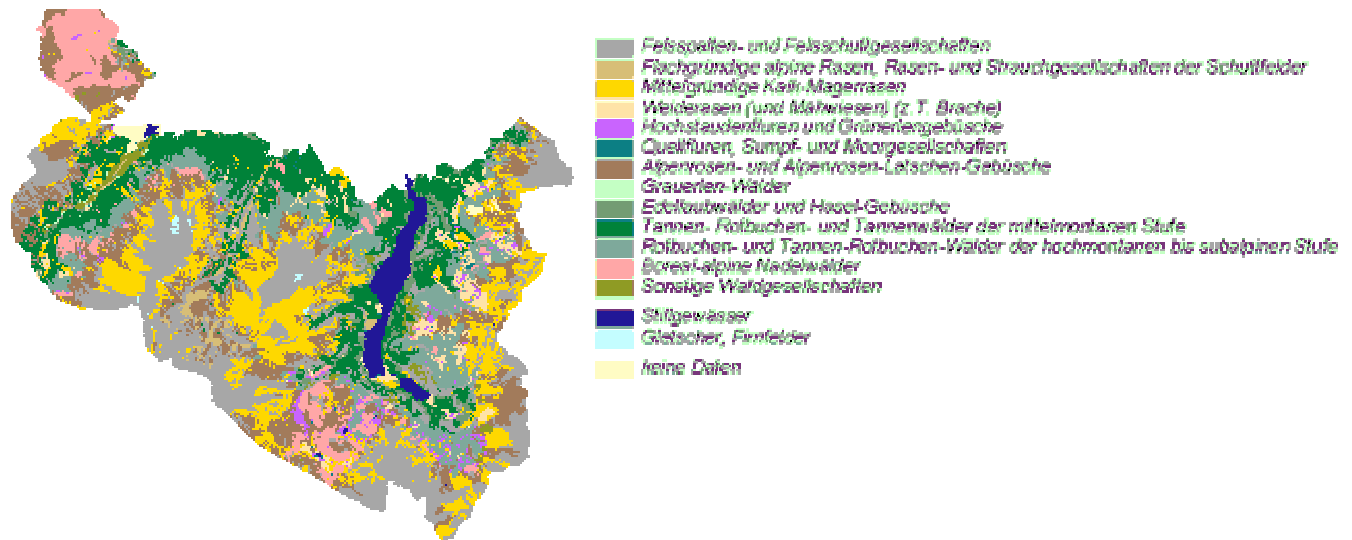 Felsspalten- und Felsschuttgesellschaften
Flachgründige alpine Rasen, Rasen- und Strauchgesellschaften der Schuttfelder
Mittelgründige Kalk-Magerrasen
Weiderasen (und Mähwiesen) (z.T. Brache)
Hochstaudenfluren und Grünerlengebüsche
Quellfluren, Sumpf- und Moorgesellschaften
Alpenrosen- und Alpenrosen-Latschen-Gebüsche
Grauerlen-Wälder
Edellaubwälder und Hasel-Gebüsche
Tannen- Rotbuchen- und Tannenwälder der mittelmontanen Stufe
Rotbuchen- und Tannen-Rotbuchen-Wälder der hochmontanen bis subalpinen Stufe
Boreal-alpine Nadelwälder
Sonstige Waldgesellschaften
Stillgewässer
Gletscher, Firnfelder
keine Daten